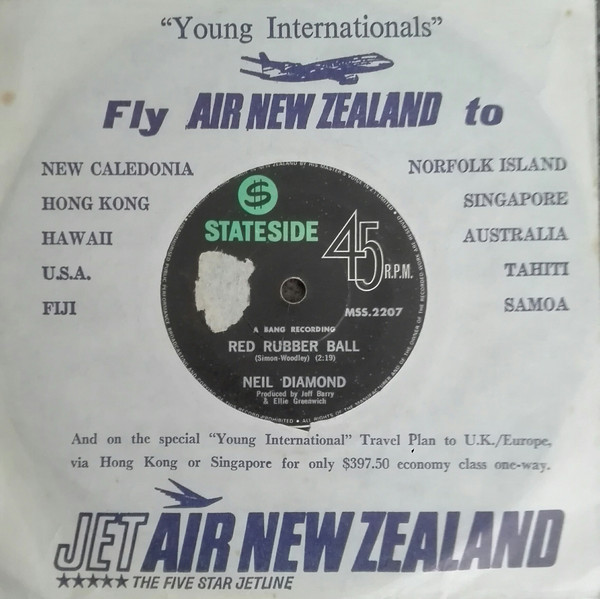 "Young Internationals"
Fly AIR NEW ZEALAND to
NEW CALEDONIA
HONG KONG
HAWAII
U.S.A.
FIJI
NORFOLK ISLAND
SINGAPORE
AUSTRALIA
TAHITI
SAMOA
$
STATESIDE
45 R.P.M.
MSS.2207
A BANG RECORDING
RED RUBBER BALL
(Simon-Woodley) (2:19)
NEIL DIAMOND
Produced by Jeff Barry
& Ellie Greenwich
And on the special "Young International" Travel Plan to U.K./Europe,
via Hong Kong or Singapore for only $397.50 economy class one-way.
JET AIR NEW ZEALAND
★★★★★ THE FIVE STAR JETLINE